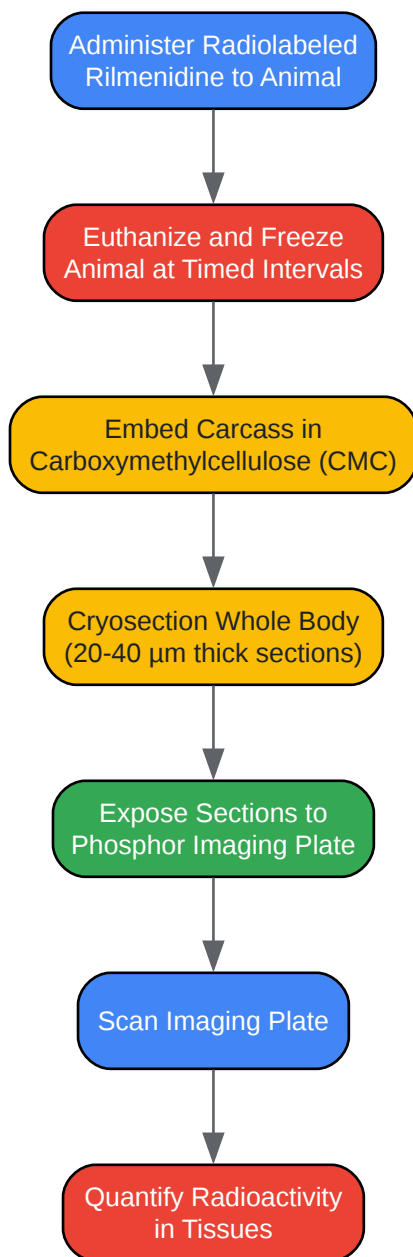 Administer Radiolabeled
Rilmenidine to Animal
Euthanize and Freeze
Animal at Timed Intervals
Embed Carcass in
Carboxymethylcellulose (CMC)
Cryosection Whole Body
(20-40 µm thick sections)
Expose Sections to
Phosphor Imaging Plate
Scan Imaging Plate
Quantify Radioactivity
in Tissues